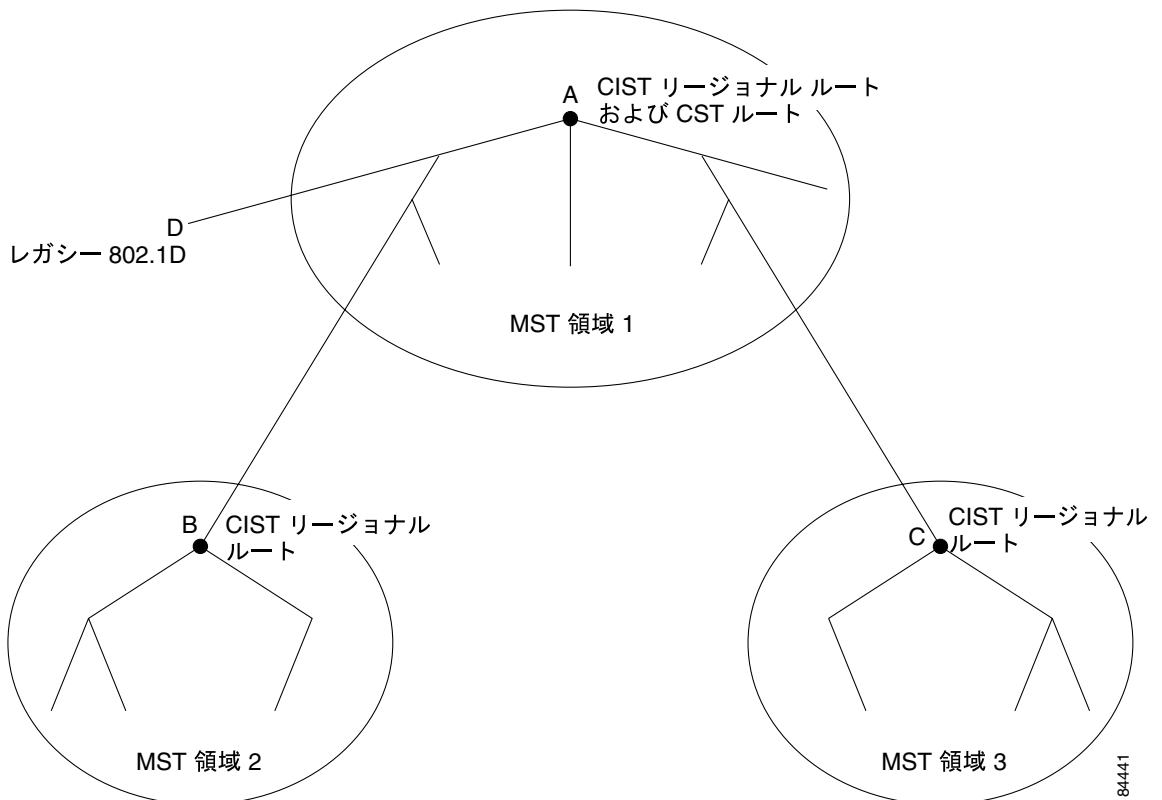 A
CIST リージョナル ルート
および CST ルート
D
レガシー 802.1D
MST 領域 1
B
CIST リージョナル
ルート
C
CIST リージョナル
ルート
MST 領域 2
MST 領域 3
84441